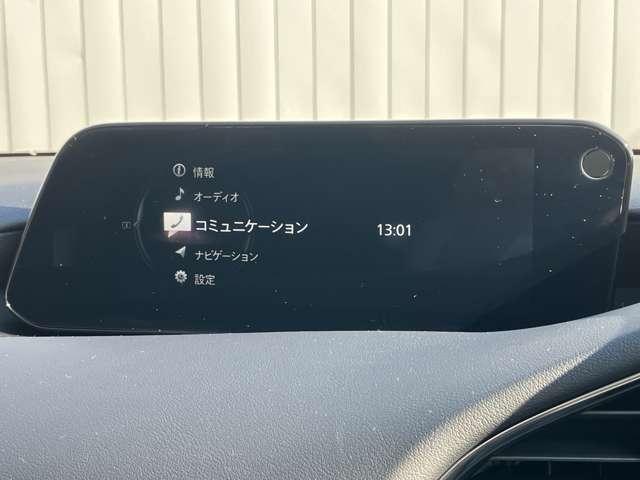 情報
オーディオ
コミュニケーション
13:01
ナビゲーション
設定